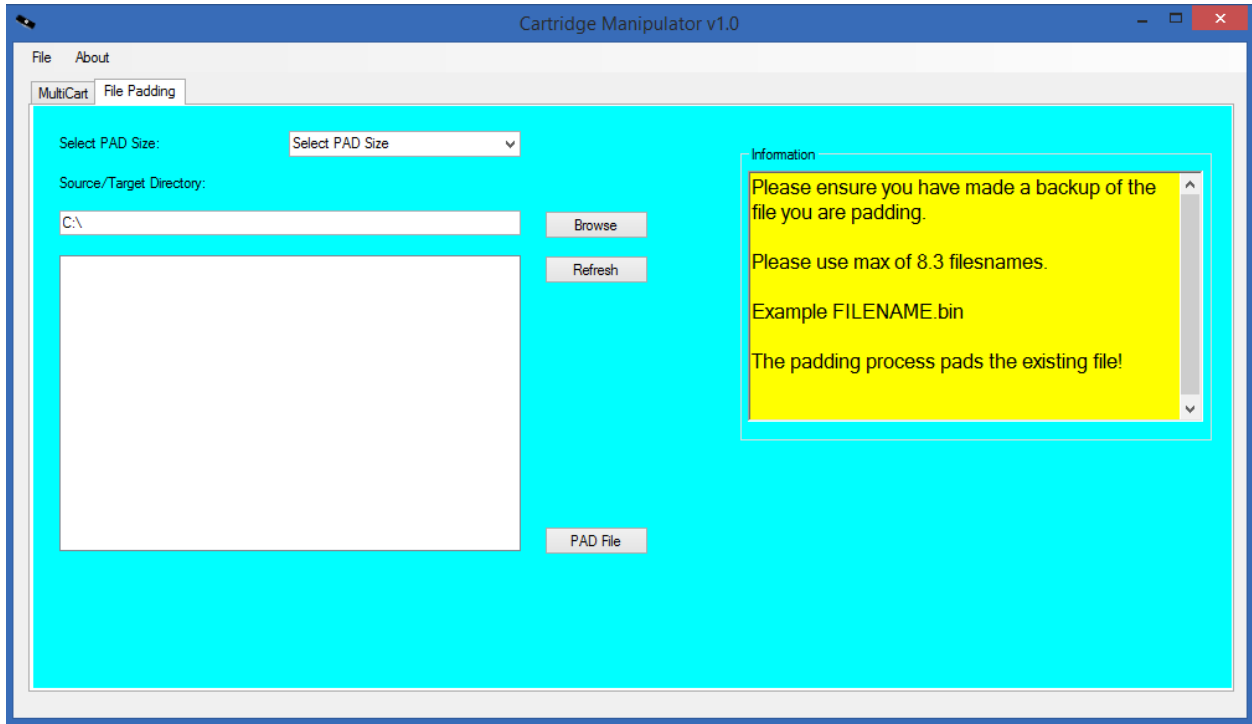 Cartridge Manipulator v1.0
File About
MultiCart File Padding
Select PAD Size: Select PAD Size
Source/Target Directory:
C:\
Browse
Refresh
PAD File
Information
Please ensure you have made a backup of the
file you are padding.
Please use max of 8.3 filesnames.
Example FILENAME.bin
The padding process pads the existing file!